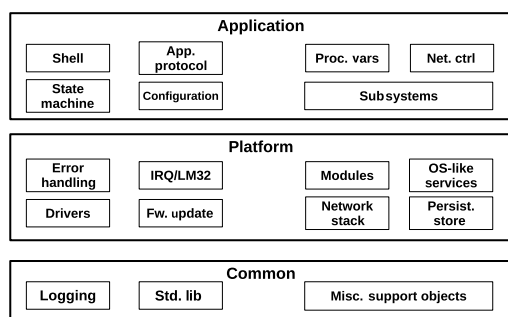 Application
Shell
App.
protocol
Proc. vars
Net. ctrl
State
machine
Configuration
Subsystems
Platform
Error
handling
IRQ/LM32
Modules
OS-like
services
Drivers
Fw. update
Network
stack
Persist.
store
Common
Logging
Std. lib
Misc. support objects